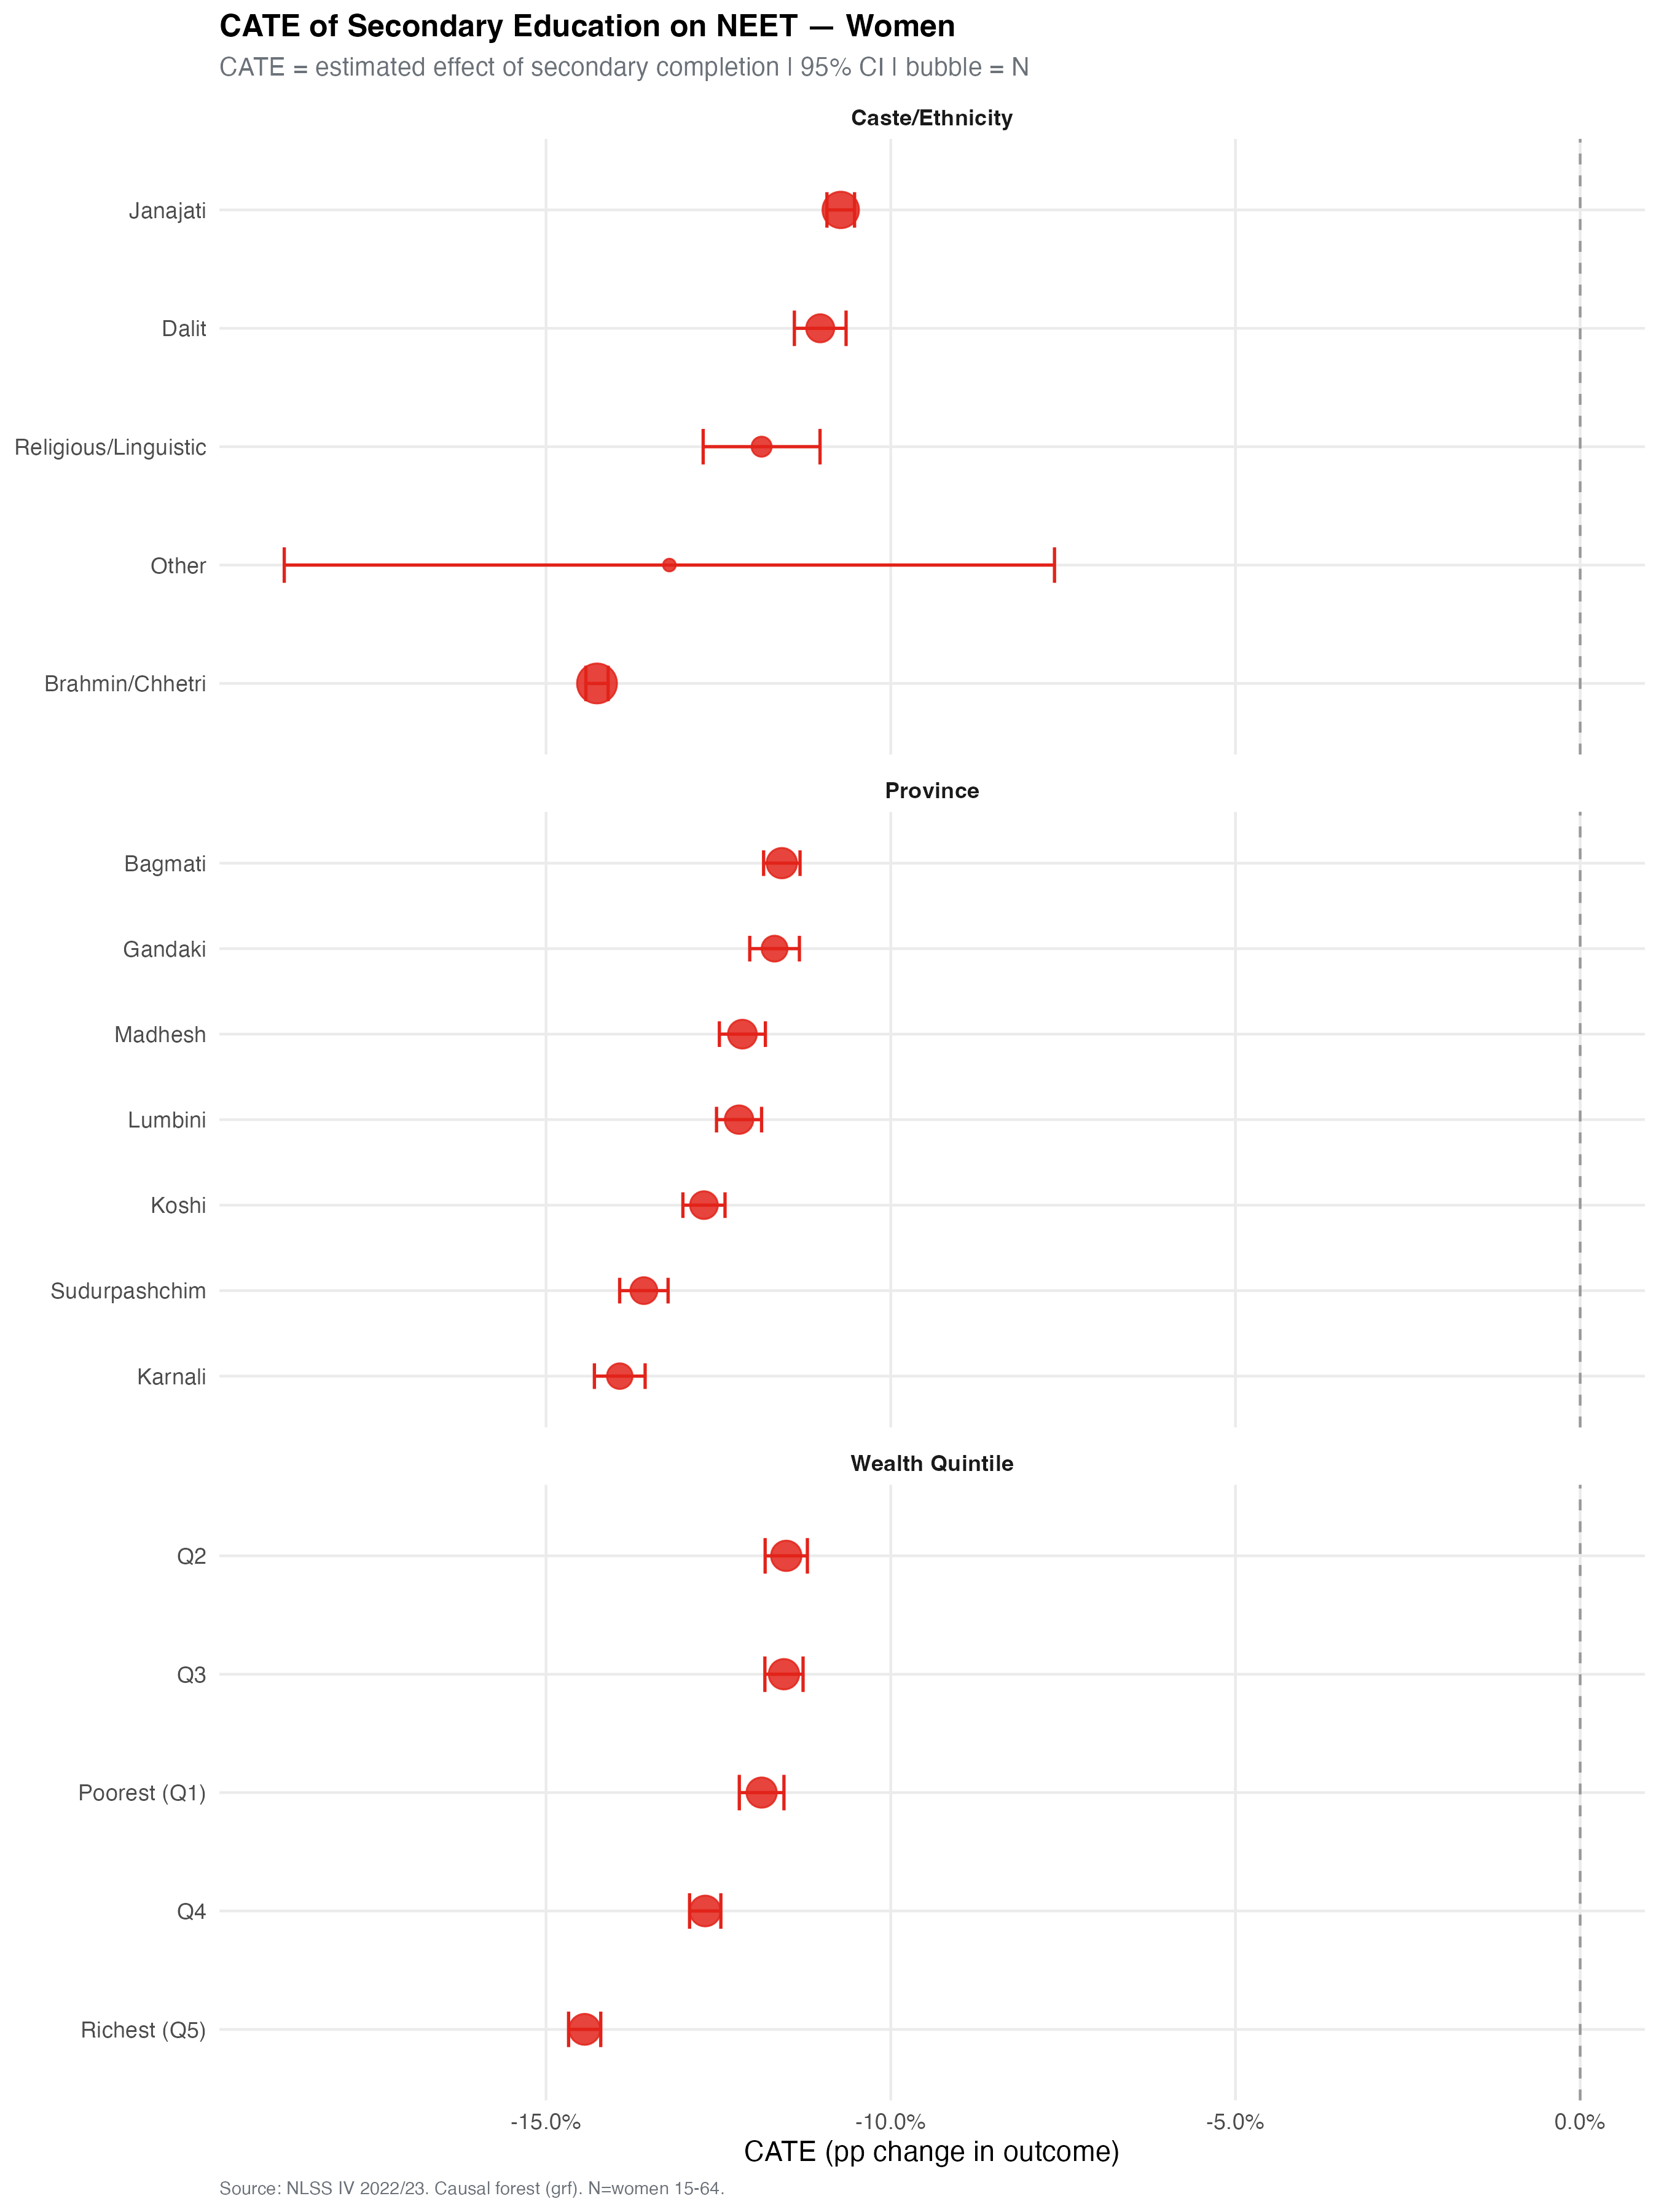 CATE of Secondary Education on NEET — Women
CATE = estimated effect of secondary completion | 95% CI | bubble = N
Caste/Ethnicity
Janajati
Dalit
Religious/Linguistic
Other
Brahmin/Chhetri
Province
Bagmati
Gandaki
Madhesh
Lumbini
Koshi
Sudurpashchim
Karnali
Wealth Quintile
Q2
Q3
Poorest (Q1)
Q4
Richest (Q5)
-15.0% -10.0% -5.0% 0.0%
CATE (pp change in outcome)
Source: NLSS IV 2022/23. Causal forest (grf). N=women 15-64.